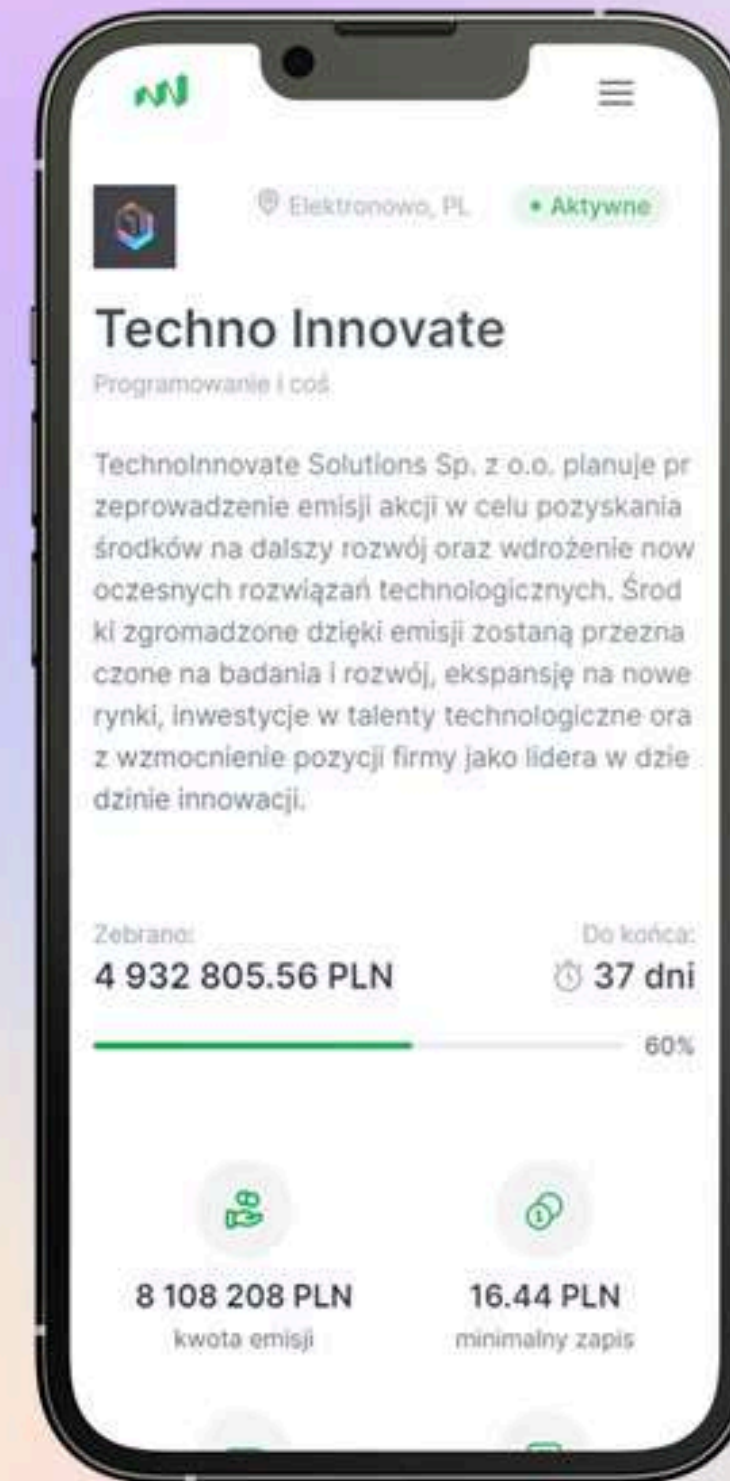 Elektronowo, PL
• Aktywne
Techno Innovate
Programowanie i coś
TechnoInnovate Solutions Sp. z o.o. planuje pr
zeprowadzenie emisji akcji w celu pozyskania
środków na dalszy rozwój oraz wdrożenie now
oczesnych rozwiązań technologicznych. Środ
ki zgromadzone dzięki emisji zostaną przezna
czone na badania i rozwój, ekspansję na nowe
rynki, inwestycje w talenty technologiczne ora
z wzmocnienie pozycji firmy jako lidera w dzie
dzinie innowacji.
Zebrano:
Do końca:
4 932 805.56 PLN
37 dni
60%
8 108 208 PLN
16.44 PLN
kwota emisji
minimalny zapis